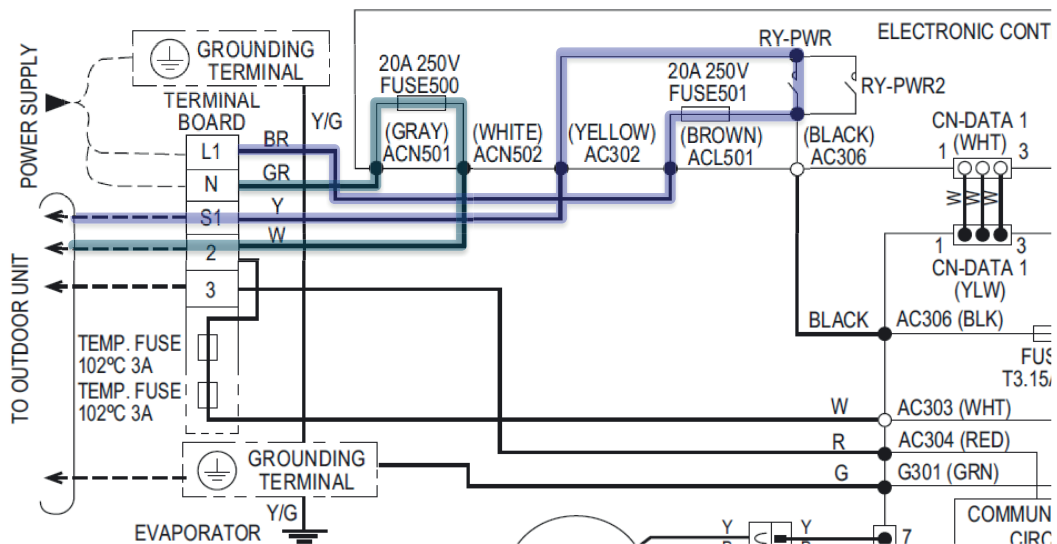 POWER SUPPLY
GROUNDING
TERMINAL
TERMINAL
BOARD
Y/G
L1
BR
N
GR
S1
Y
2
W
3
TO OUTDOOR UNIT
TEMP. FUSE
102ºC 3A
TEMP. FUSE
102ºC 3A
GROUNDING
TERMINAL
Y/G
EVAPORATOR
20A 250V
FUSE500
(GRAY)
ACN501
(WHITE)
ACN502
(YELLOW)
AC302
20A 250V
FUSE501
(BROWN)
ACL501
RY-PWR
RY-PWR2
(BLACK)
AC306
ELECTRONIC CONT
CN-DATA 1
(WHT)
1
3
W
W
W
1
3
CN-DATA 1
(YLW)
BLACK
AC306 (BLK)
FUS
T3.15A
W
AC303 (WHT)
R
AC304 (RED)
G
G301 (GRN)
COMMUN
CIRC
Y
Y
7